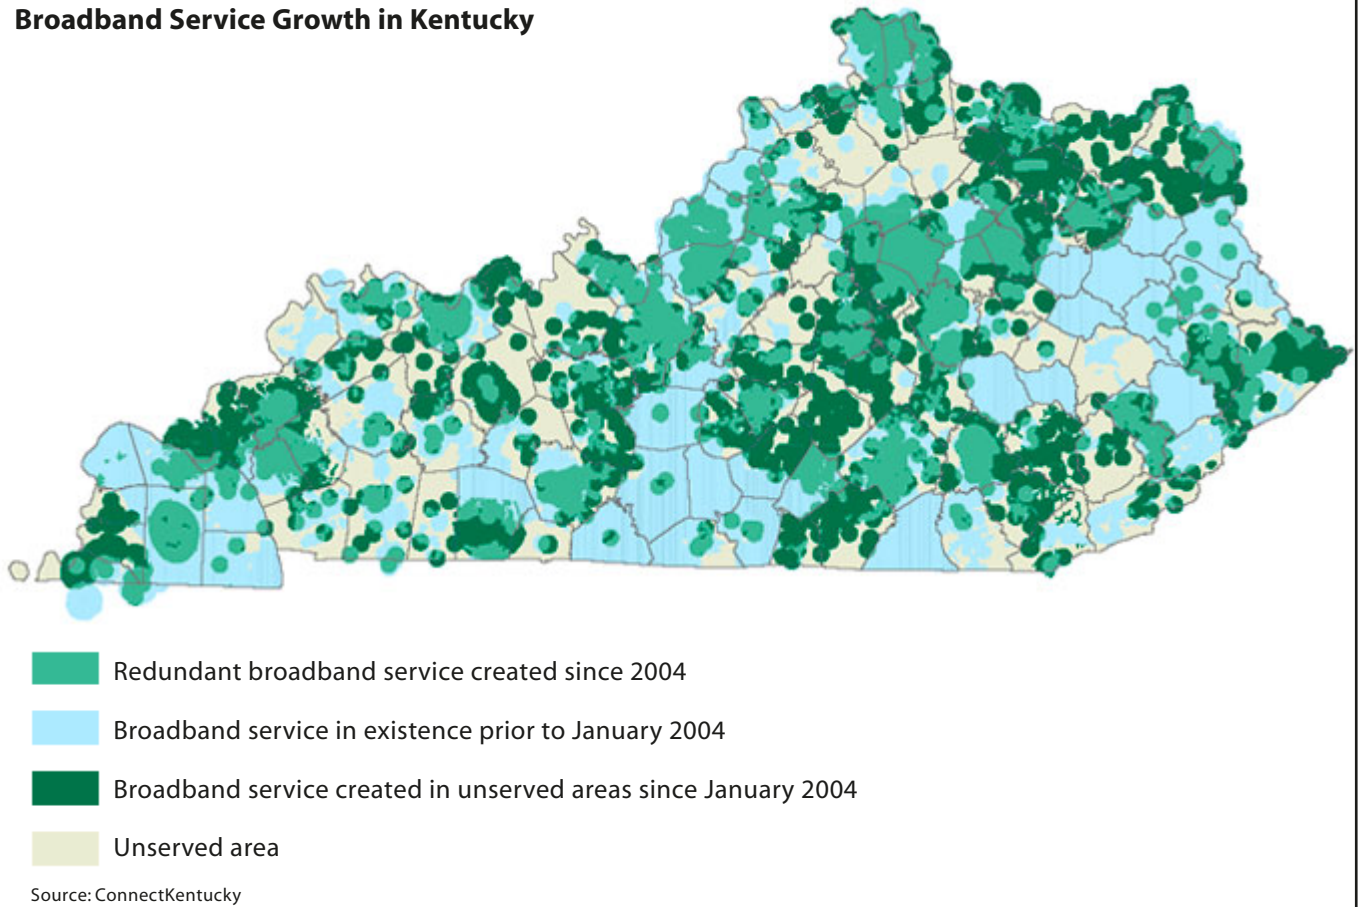 Broadband Service Growth in Kentucky
Redundant broadband service created since 2004
Broadband service in existence prior to January 2004
Broadband service created in unserved areas since January 2004
Unserved area
Source: ConnectKentucky